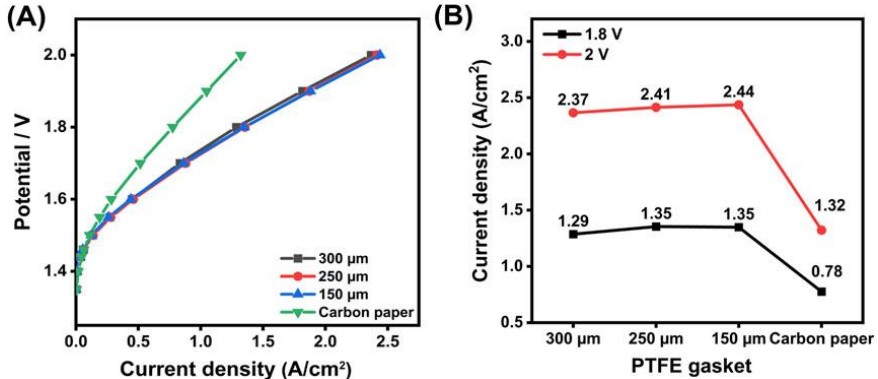 (A)
Potential / V
2.0
1.8
1.6
1.4
0.0 0.5 1.0 1.5 2.0 2.5
Current density (A/cm²)
300 µm
250 µm
150 µm
Carbon paper
(B)
Current density (A/cm²)
3.0
2.5
2.0
1.5
1.0
0.5
1.8 V
2 V
2.37 2.41 2.44 1.32
1.29 1.35 1.35 0.78
300 µm 250 µm 150 µm Carbon paper
PTFE gasket